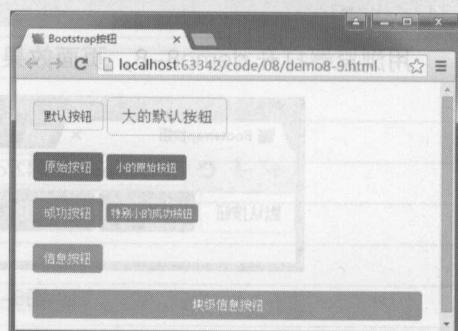 Bootstrap按钮
localhost:63342/code/08/demo8-9.html
默认按钮 大的默认按钮
原始按钮 小的原始按钮
成功按钮 特别小的成功按钮
信息按钮
块级信息按钮